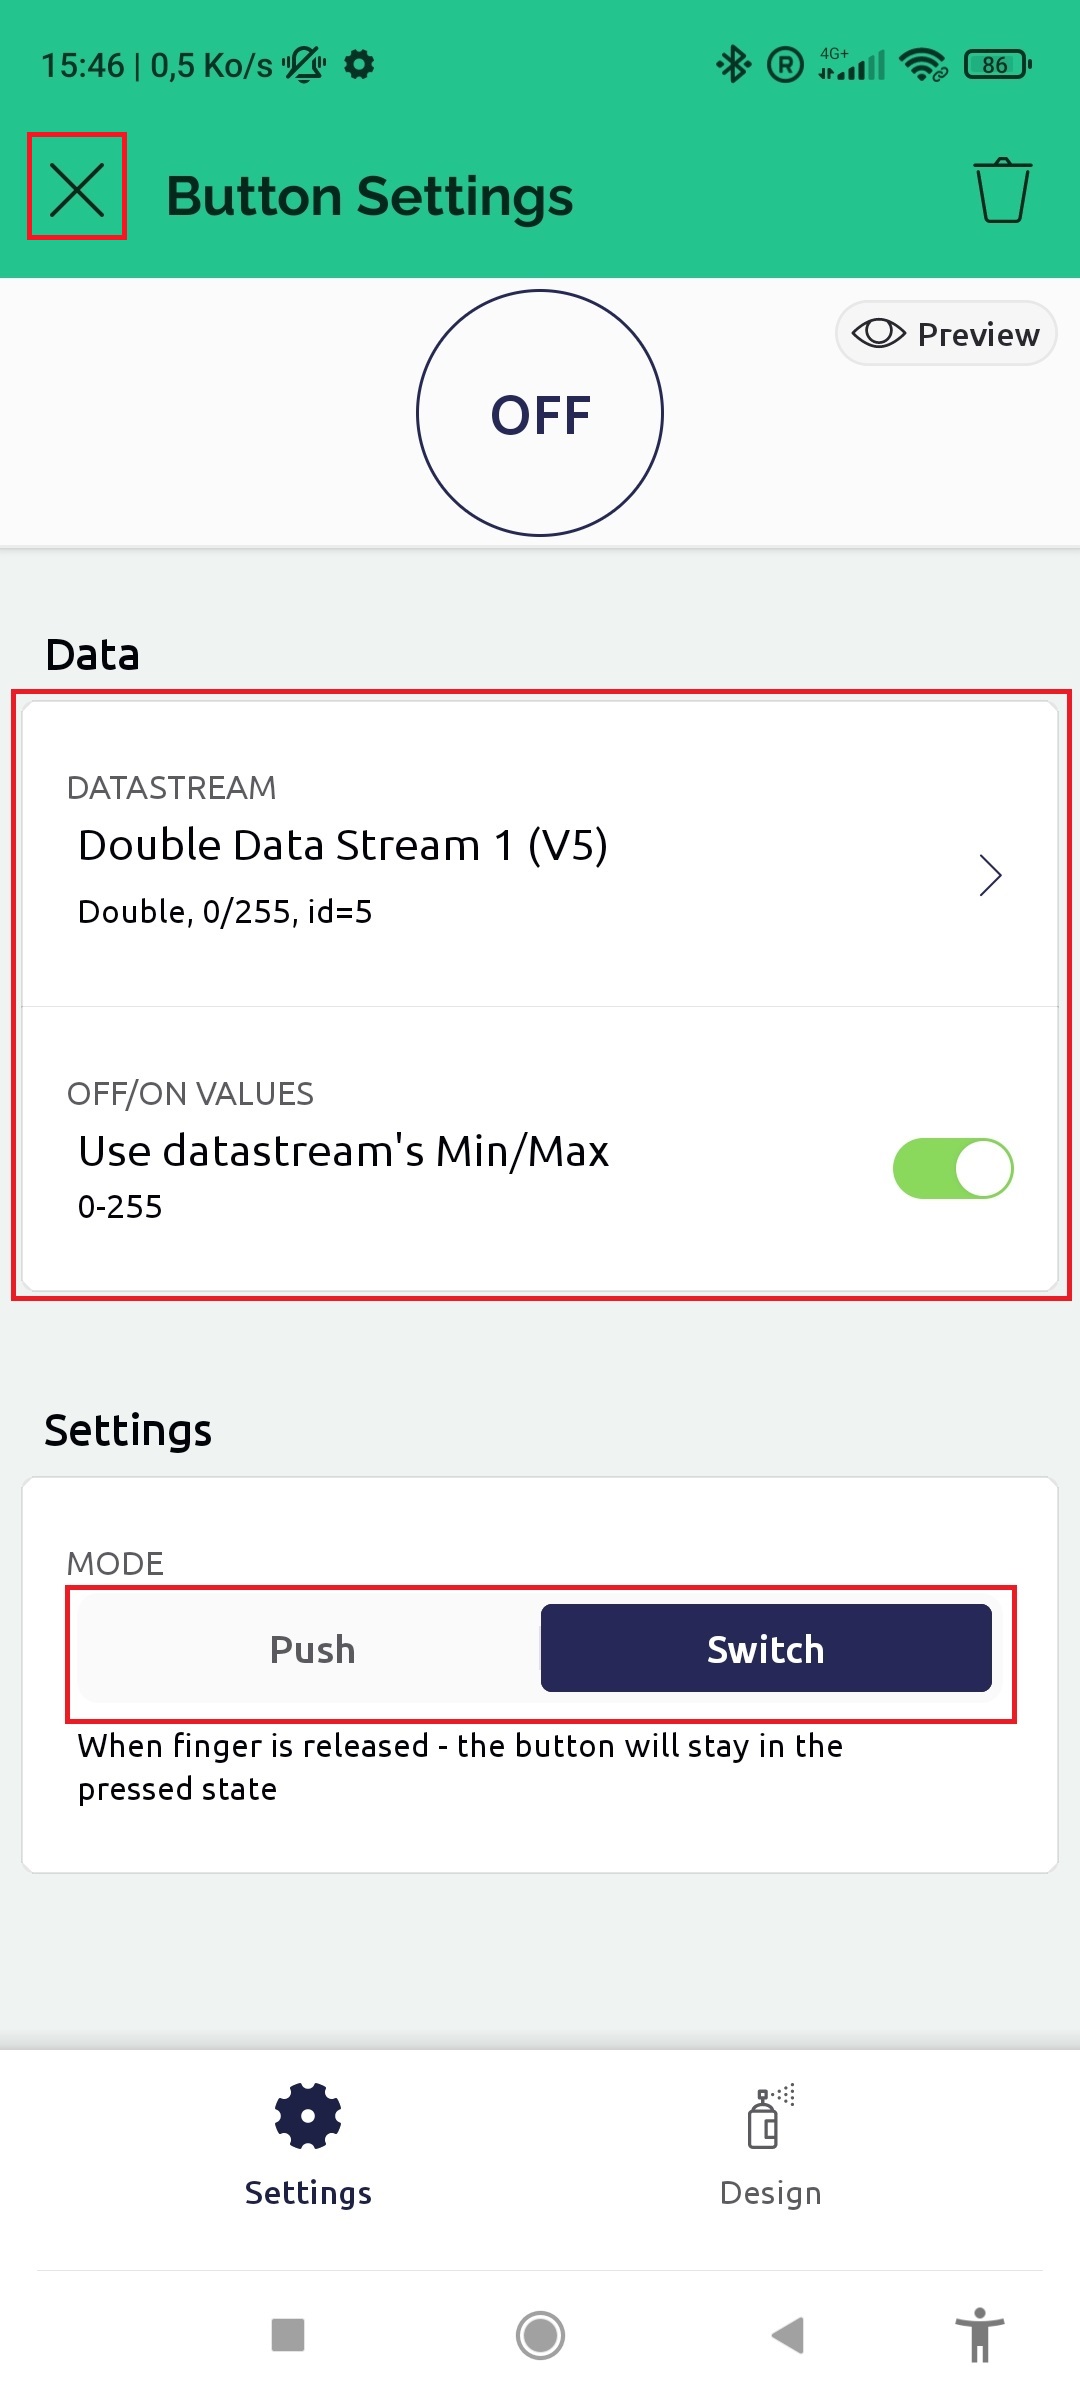 15:46 | 0,5 Ko/s
R
4G+
86
Button Settings
Preview
OFF
Data
DATASTREAM
Double Data Stream 1 (V5)
Double, 0/255, id=5
OFF/ON VALUES
Use datastream's Min/Max
0-255
Settings
MODE
Push
Switch
When finger is released - the button will stay in the
pressed state
Settings
Design